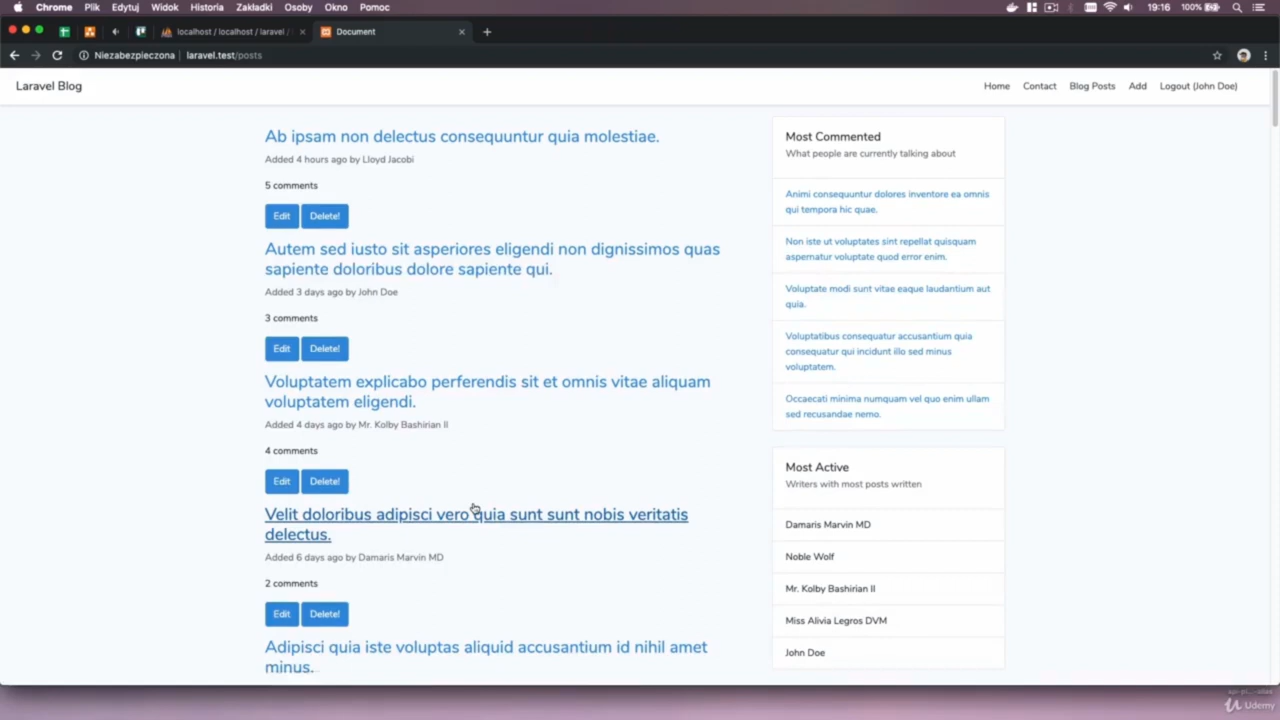 Chrome Plik Edytuj Widok Historia Zakładki Osoby Okno Pomoc 19:16 100%
localhost / localhost / laravel / Document
Niezabezpieczona laravel.test/posts
Laravel Blog Home Contact Blog Posts Add Logout (John Doe)
Ab ipsam non delectus consequuntur quia molestiae.
Added 4 hours ago by Lloyd Jacobi
5 comments
Edit Delete!
Autem sed iusto sit asperiores eligendi non dignissimos quas
sapiente doloribus dolore sapiente qui.
Added 3 days ago by John Doe
3 comments
Edit Delete!
Voluptatem explicabo perferendis sit et omnis vitae aliquam
voluptatem eligendi.
Added 4 days ago by Mr. Kolby Bashirian II
4 comments
Edit Delete!
Velit doloribus adipisci vero quia sunt sunt nobis veritatis
delectus.
Added 6 days ago by Damaris Marvin MD
2 comments
Edit Delete!
Adipisci quia iste voluptas aliquid accusantium id nihil amet
minus.
Most Commented
What people are currently talking about
Animi consequuntur dolores inventore ea omnis
qui tempora hic quae.
Non iste ut voluptates sint repellat quisquam
aspernatur voluptate quod error enim.
Voluptate modi sunt vitae eaque laudantium aut
quia.
Voluptatibus consequatur accusantium quia
consequatur qui incidunt illo sed minus
voluptatem.
Occaecati minima numquam vel quo enim ullam
sed recusandae nemo.
Most Active
Writers with most posts written
Damaris Marvin MD
Noble Wolf
Mr. Kolby Bashirian II
Miss Alivia Legros DVM
John Doe
Udemy